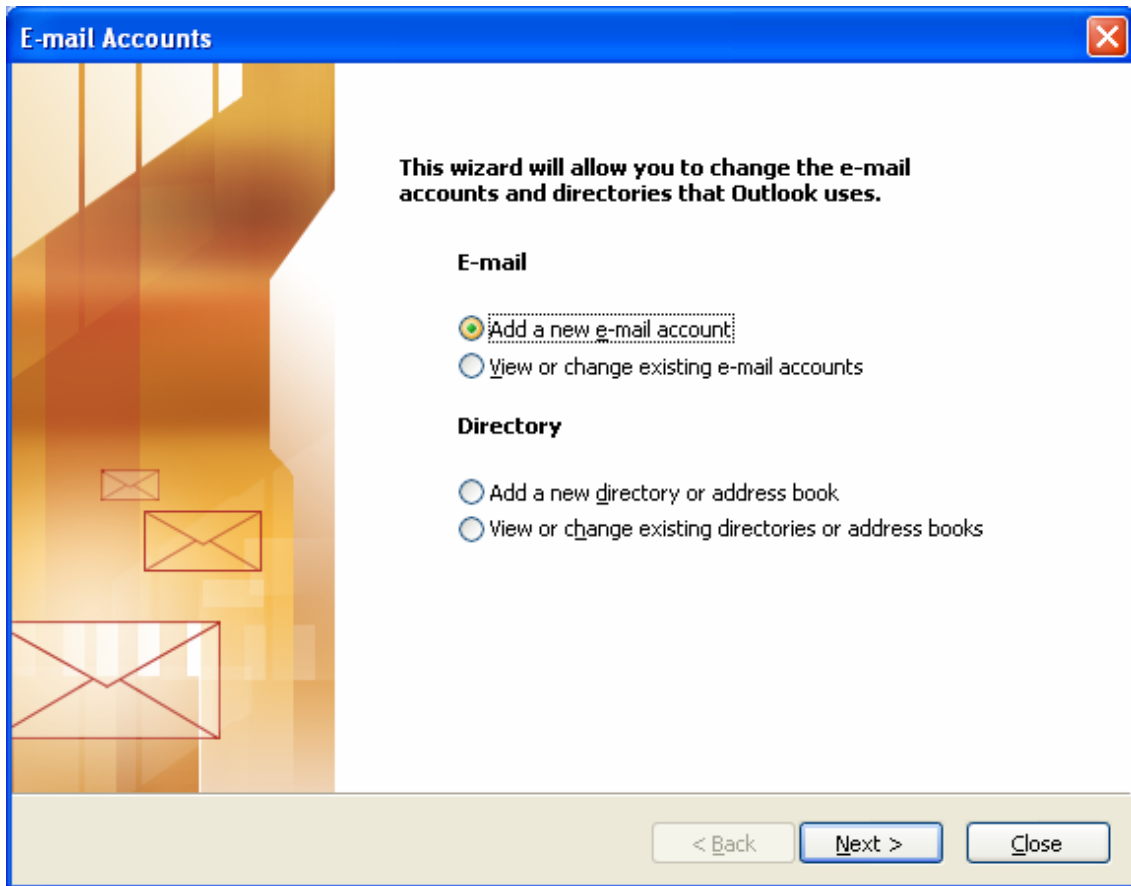 E-mail Accounts
This wizard will allow you to change the e-mail
accounts and directories that Outlook uses.
E-mail
Add a new e-mail account
View or change existing e-mail accounts
Directory
Add a new directory or address book
View or change existing directories or address books
< Back Next > Close